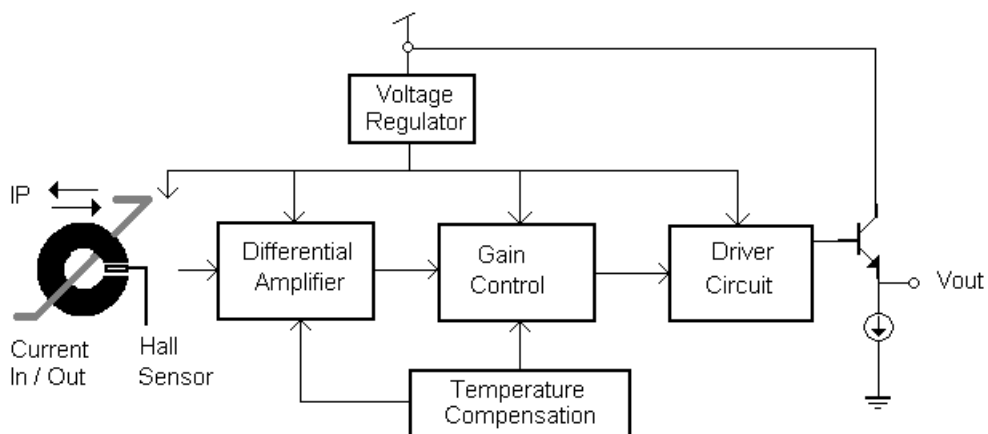 Voltage
Regulator
IP
Differential
Amplifier
Gain
Control
Driver
Circuit
Vout
Current
In / Out
Hall
Sensor
Temperature
Compensation